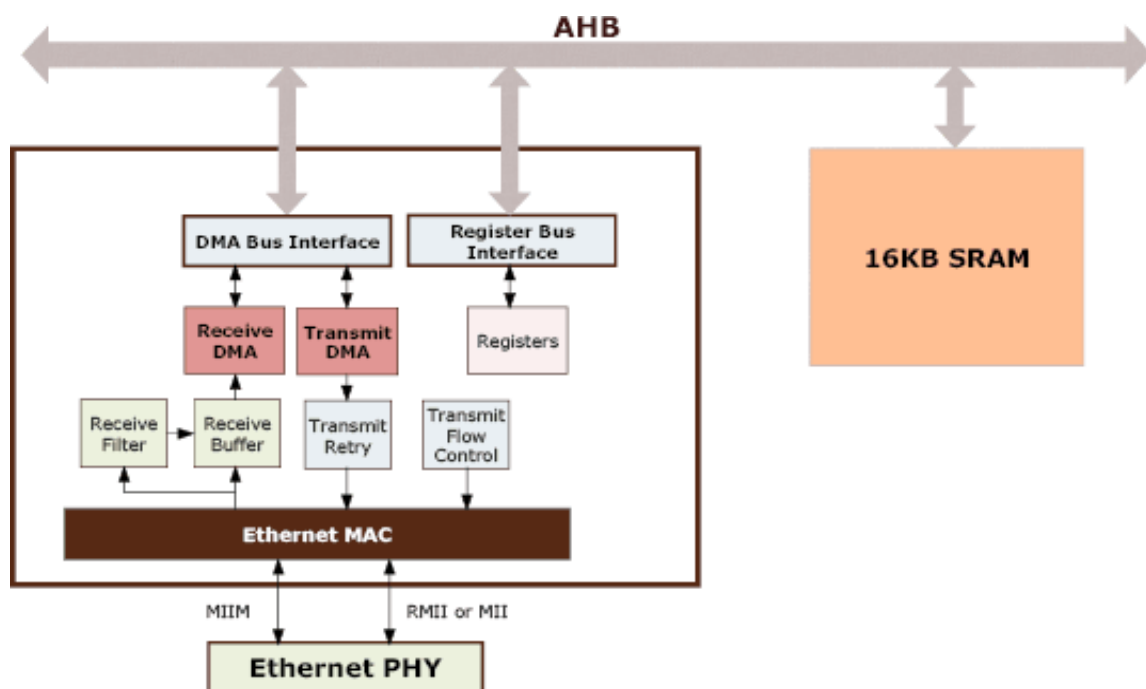 AHB
DMA Bus Interface
Register Bus
Interface
16KB SRAM
Receive
DMA
Transmit
DMA
Registers
Receive
Filter
Receive
Buffer
Transmit
Retry
Transmit
Flow
Control
Ethernet MAC
MIIM
RMII or MII
Ethernet PHY